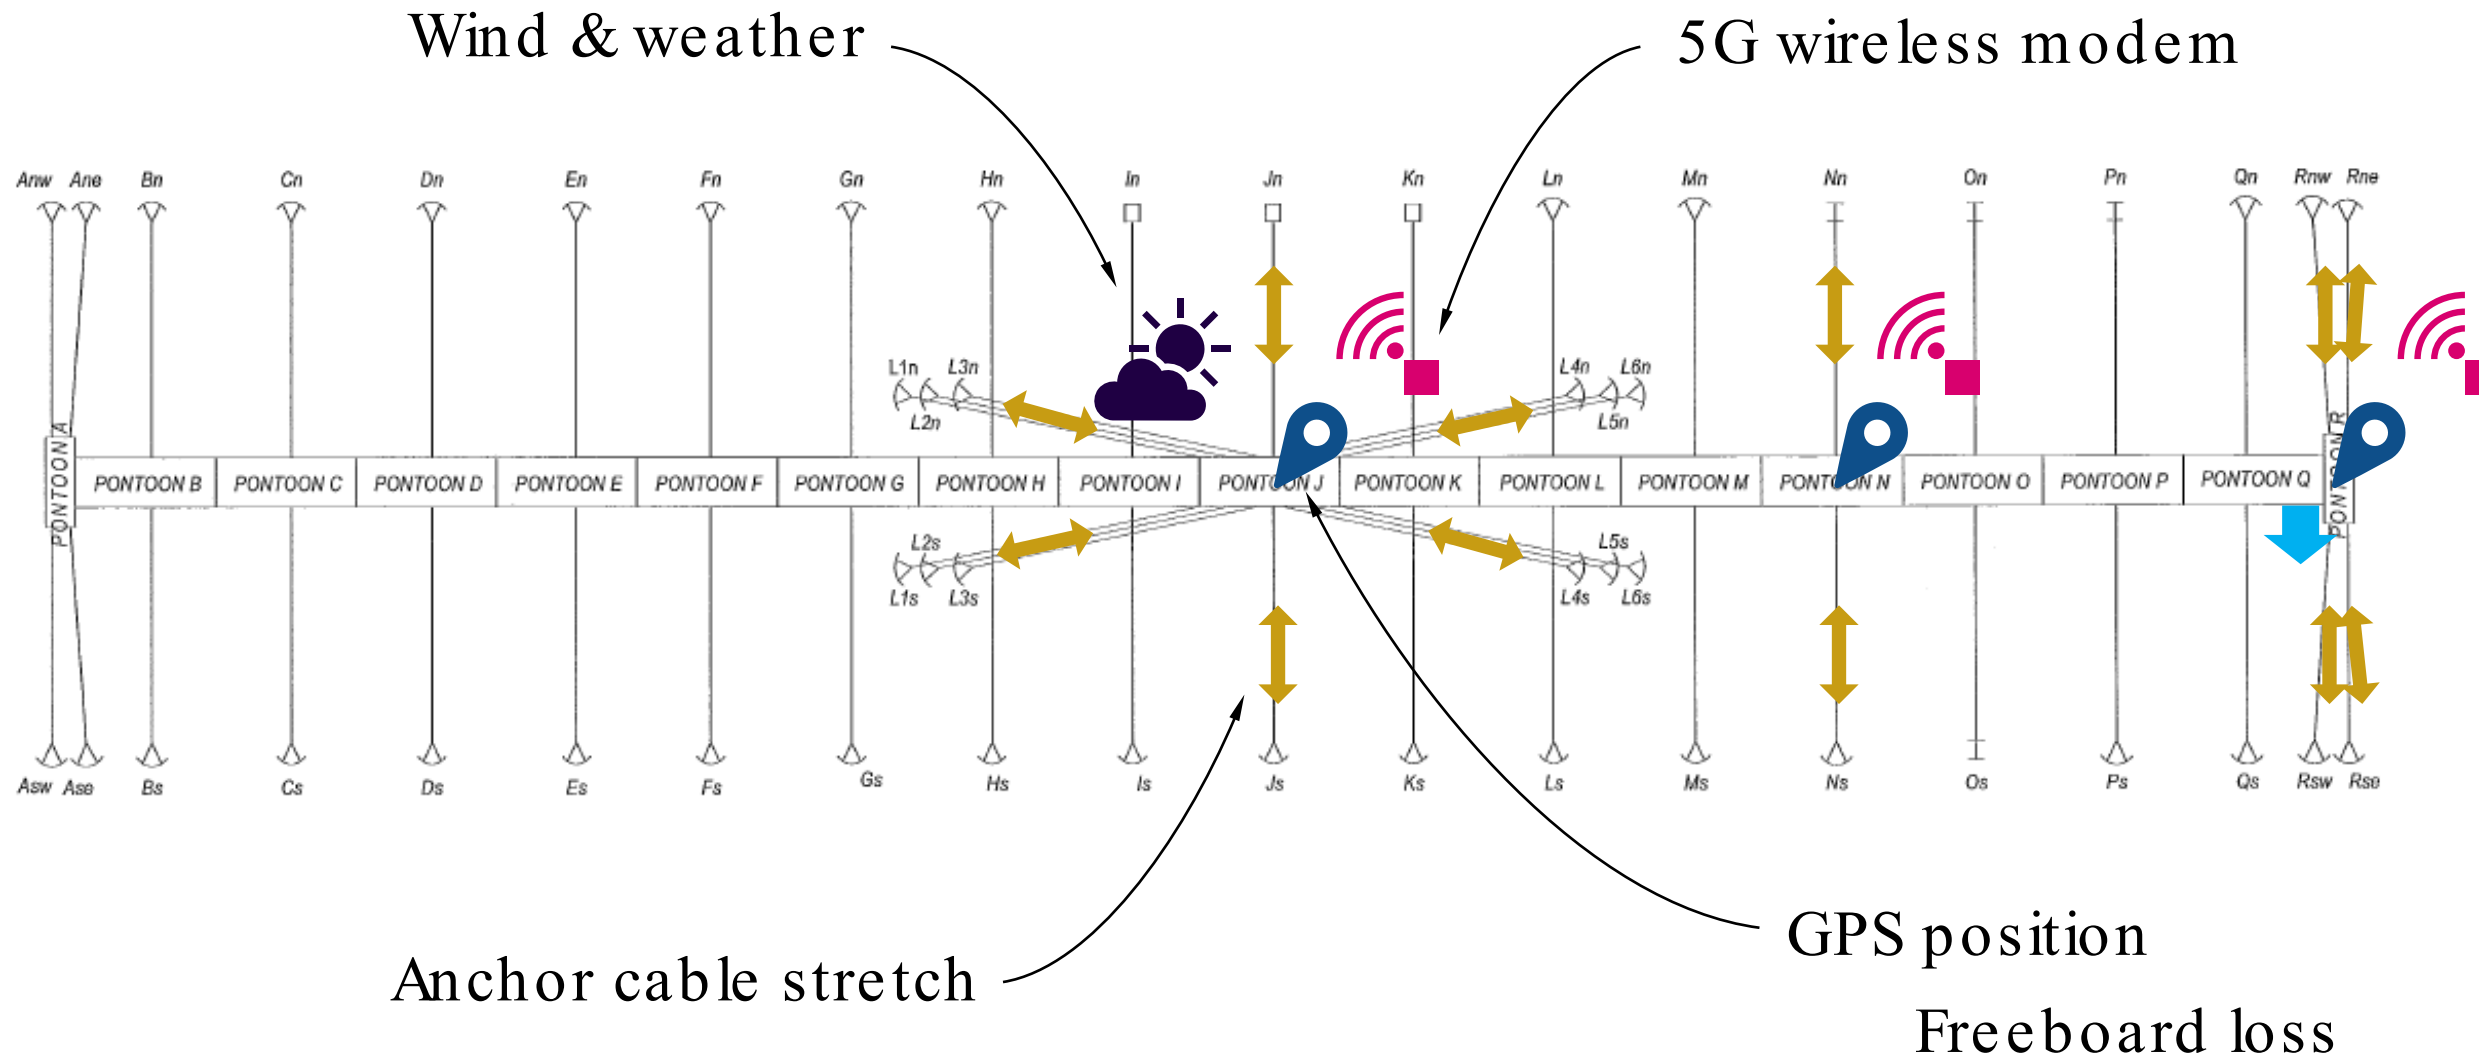 Wind & weather
5G wireless modem
Anw Ane Bn Cn Dn En Fn Gn Hn In Jn Kn Ln Mn Nn On Pn Qn Rnw Rne
L1n L3n L4n L6n
L2n L5n
PONTOON A PONTOON B PONTOON C PONTOON D PONTOON E PONTOON F PONTOON G PONTOON H PONTOON I PONTOON J PONTOON K PONTOON L PONTOON M PONTOON N PONTOON O PONTOON P PONTOON Q PONTOON R
L2s L5s
L1s L3s L4s L6s
Asw Ase Bs Cs Ds Es Fs Gs Hs Is Js Ks Ls Ms Ns Os Ps Qs Rsw Rse
GPS position
Anchor cable stretch
Freeboard loss